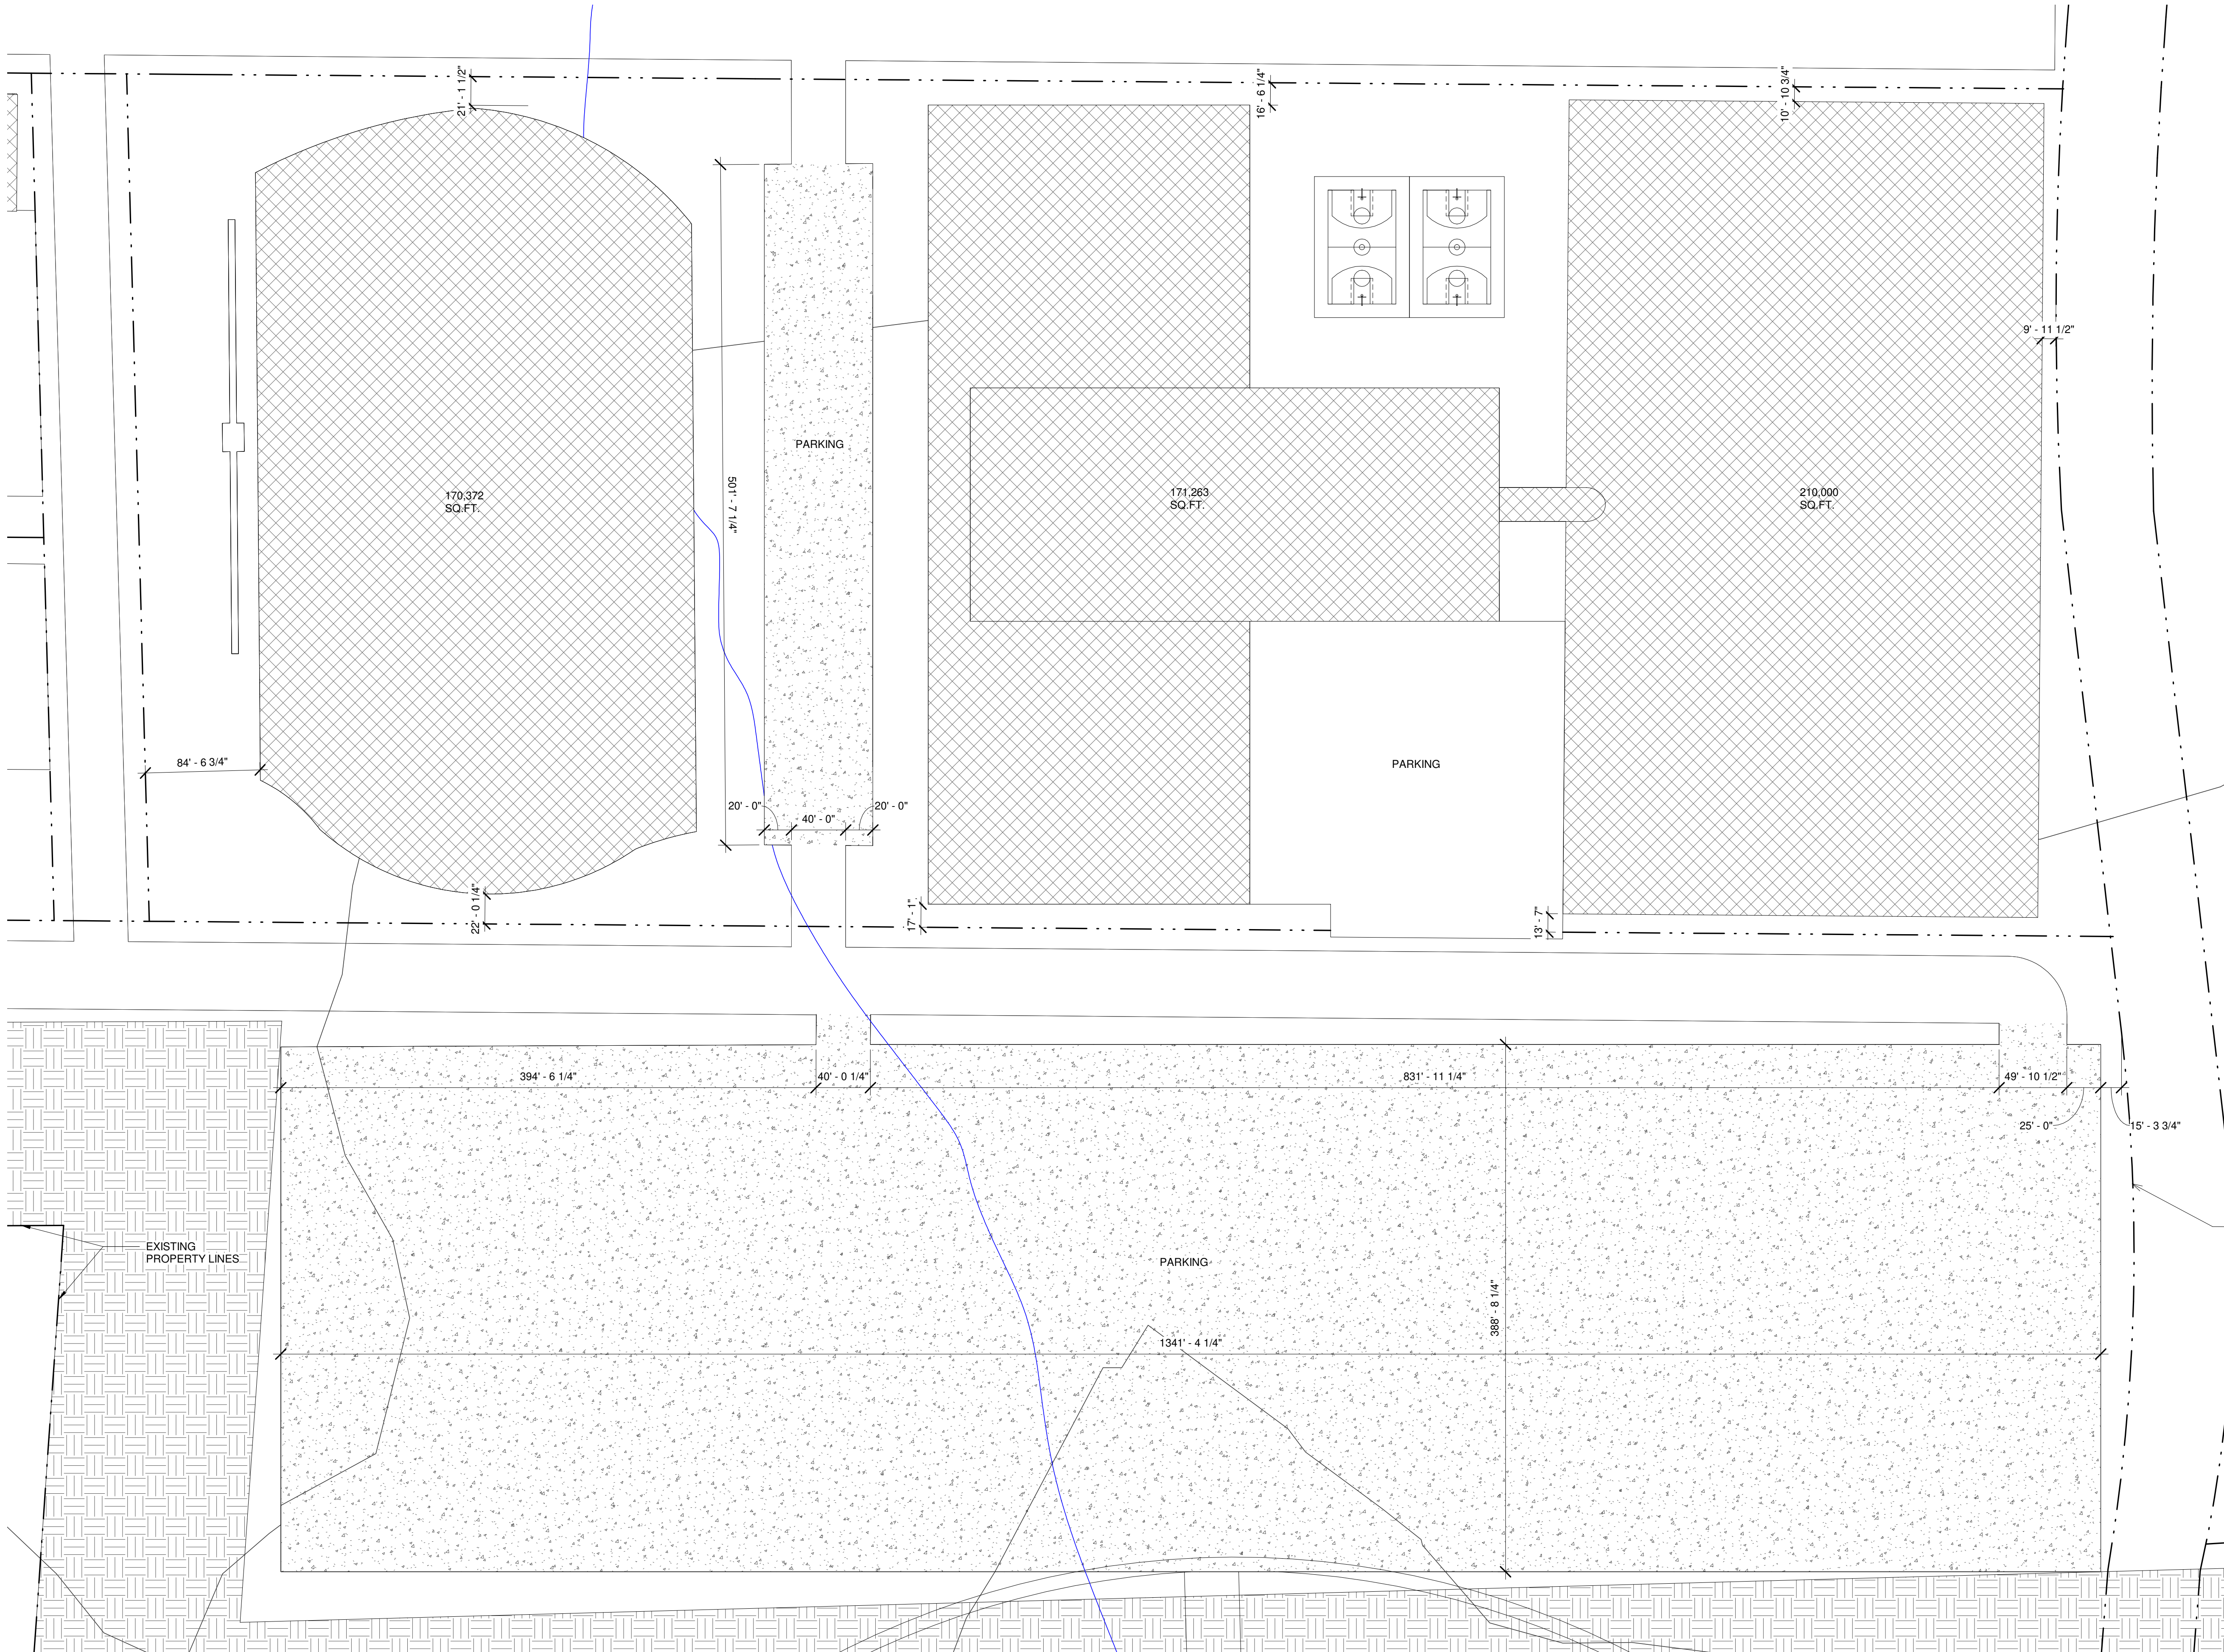 21' - 1 1/2"
16' - 6 1/4"
10' - 10 3/4"
9' - 11 1/2"
PARKING
170,372
SQ.FT.
501' - 7 1/4"
171,263
SQ.FT.
210,000
SQ.FT.
84' - 6 3/4"
PARKING
20' - 0"
40' - 0"
20' - 0"
22' - 0 1/4"
17' - 1"
13' - 7"
394' - 6 1/4"
40' - 0 1/4"
831' - 11 1/4"
49' - 10 1/2"
25' - 0"
15' - 3 3/4"
EXISTING
PROPERTY LINES
PARKING
388' - 8 1/4"
1341' - 4 1/4"